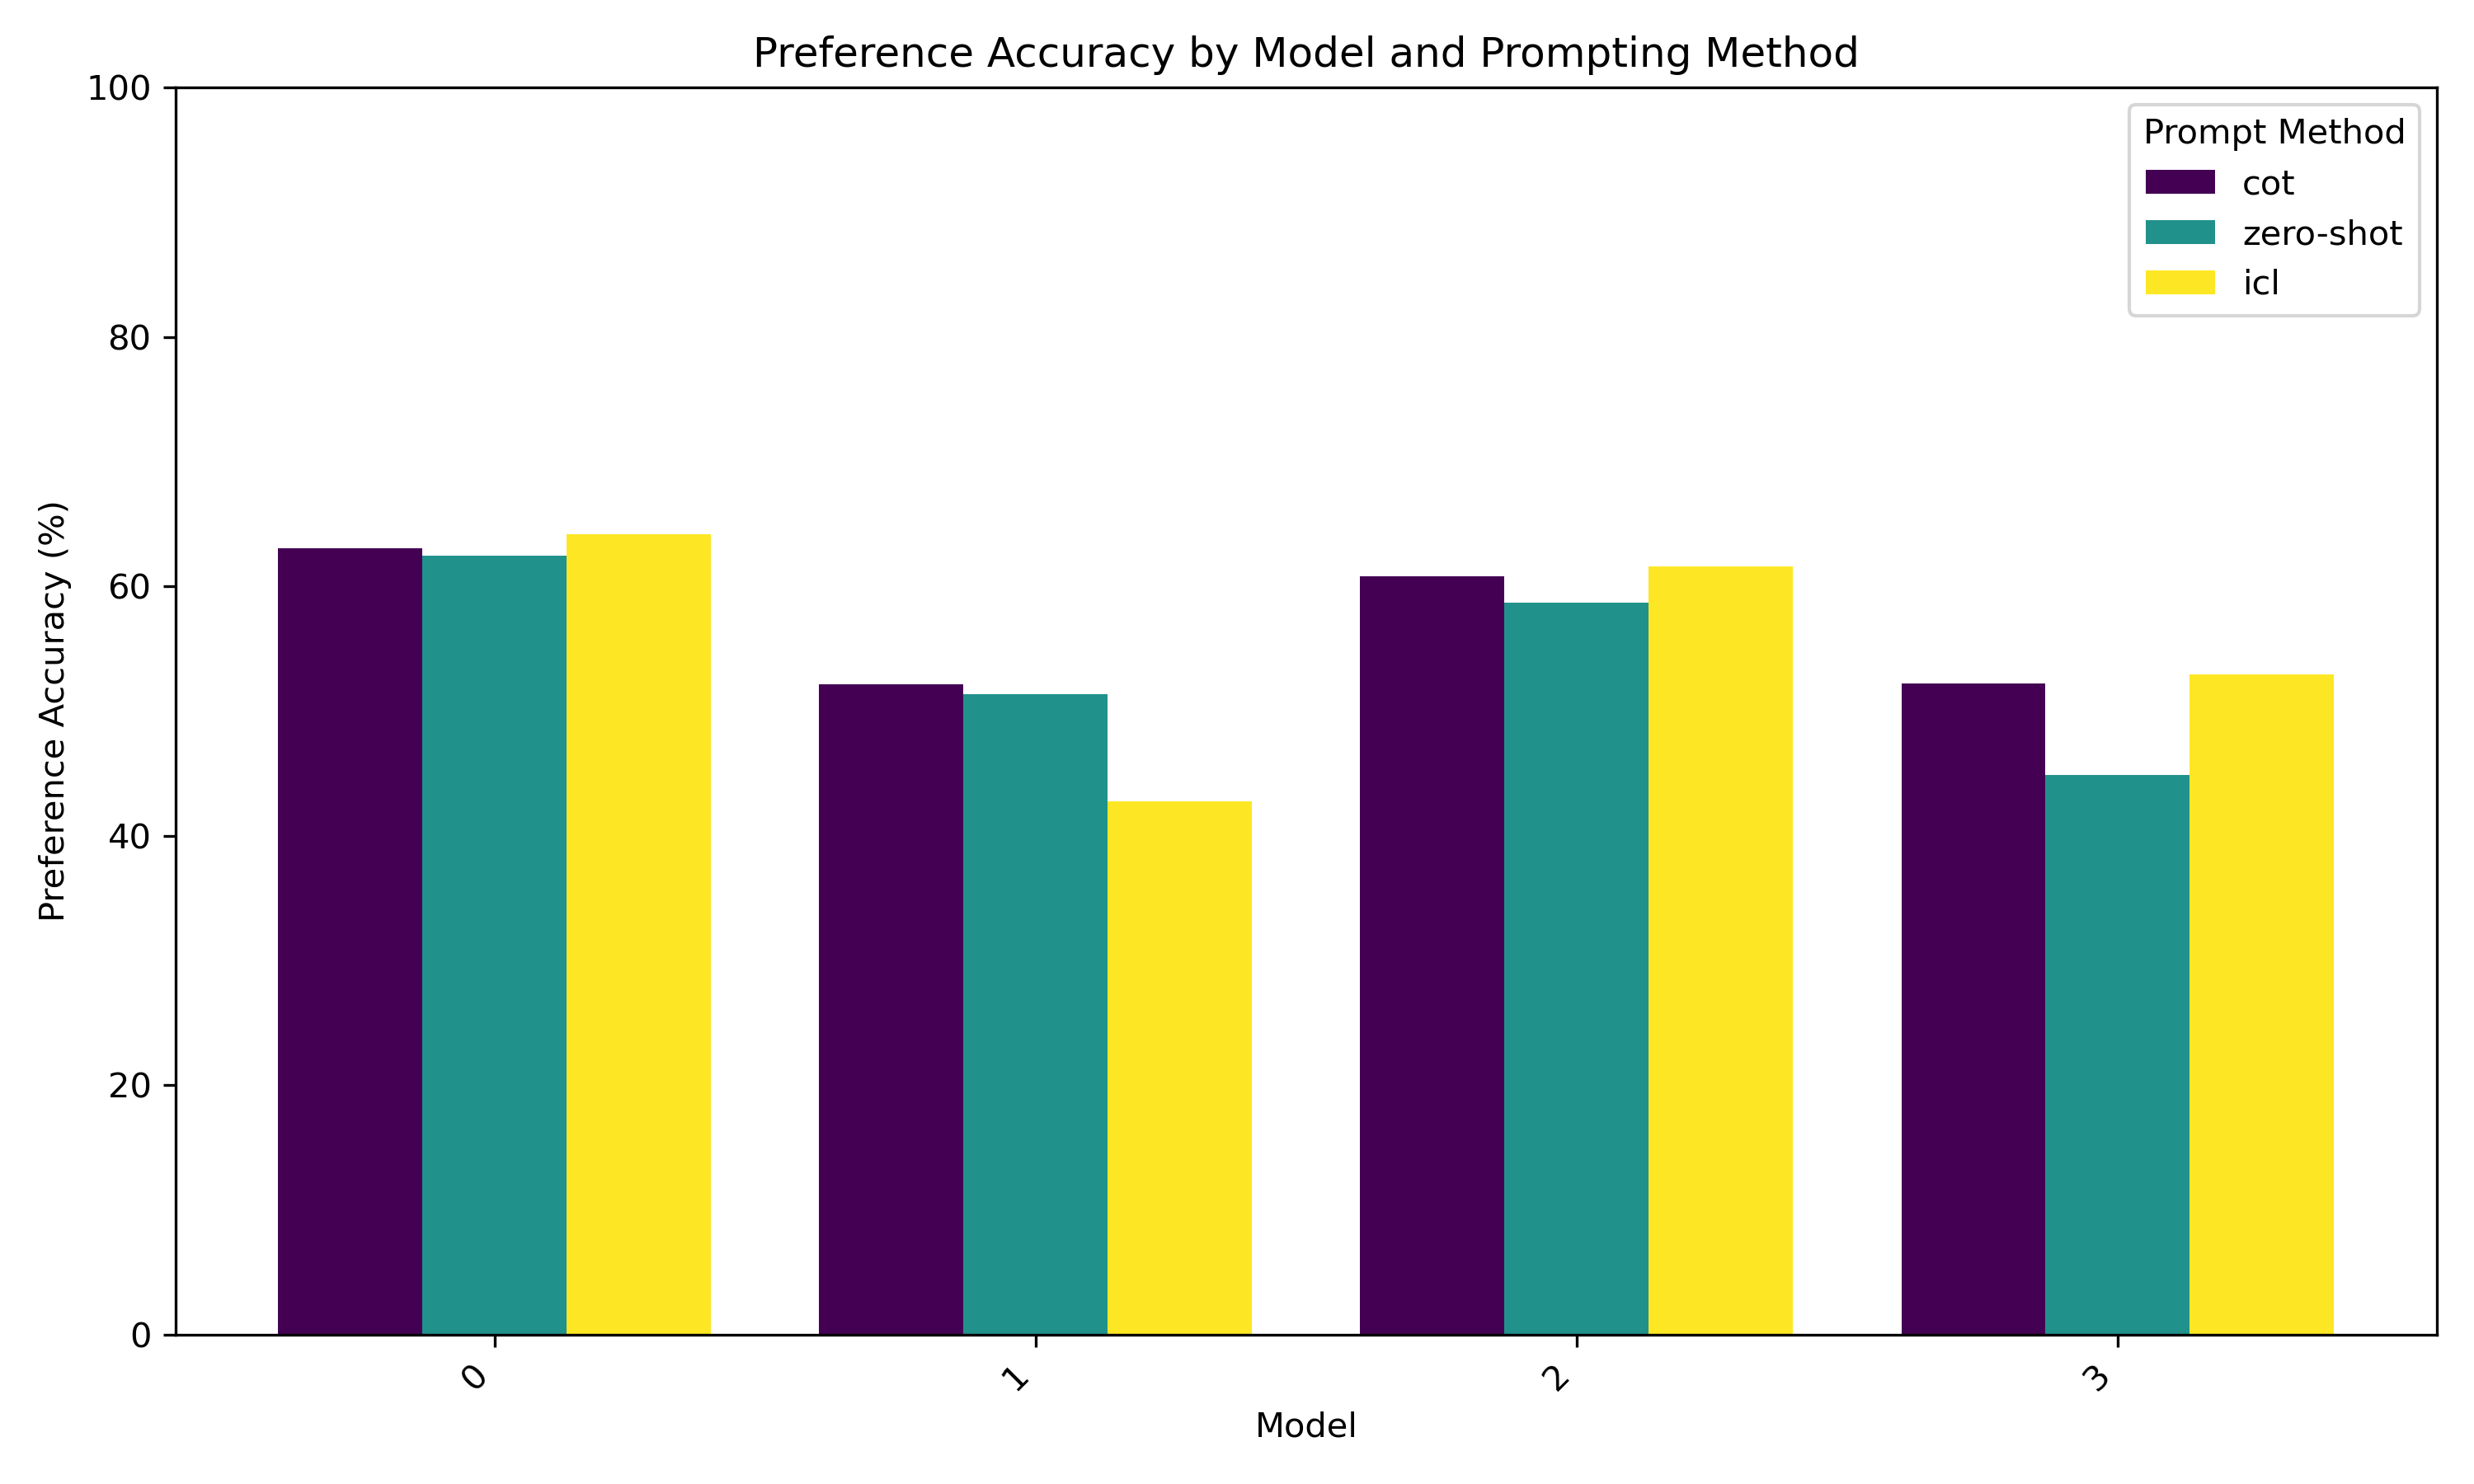 Preference Accuracy by Model and Prompting Method
100
80
60
40
20
0
Preference Accuracy (%)
Prompt Method
cot
zero-shot
icl
0
1
2
3
Model